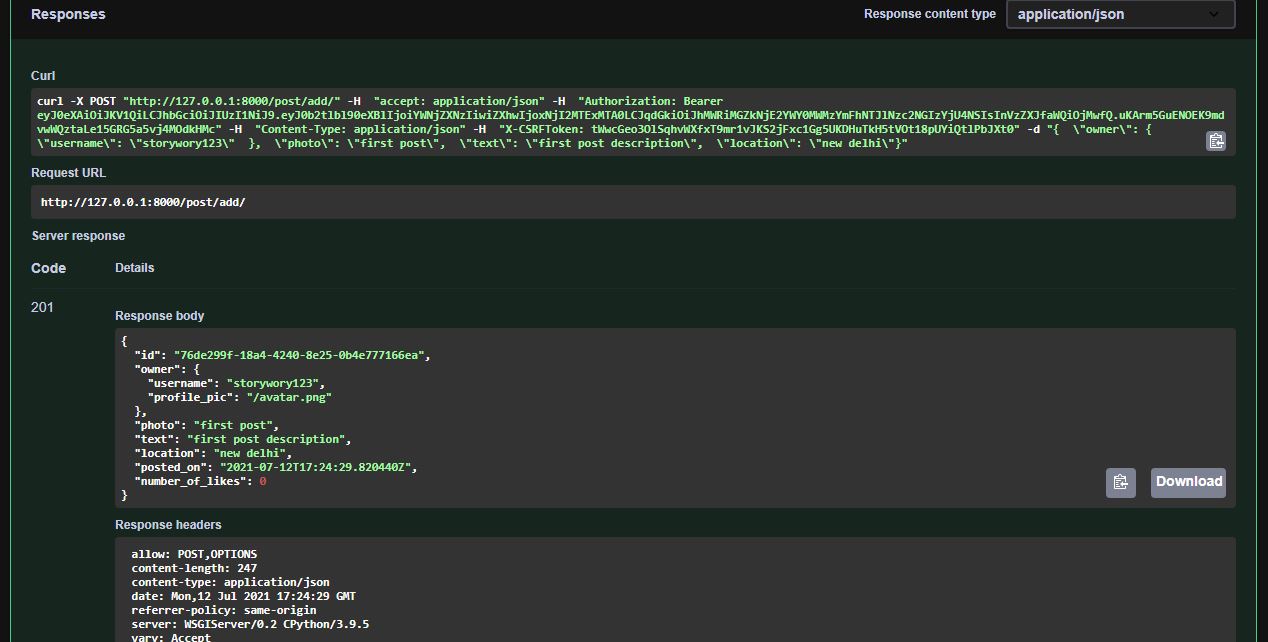 Responses
Response content type
application/json
Curl
curl -X POST "http://127.0.0.1:8000/post/add/" -H  "accept: application/json" -H  "Authorization: Bearer
eyJ0eXAiOiJKV1QiLCJhbGciOiJIUzI1NiJ9.eyJ0b2tlbl90eXBlIjoiYWNjZXNzIiwiZXhwIjoxNjI2MTExMTA0LCJqdGkiOiJhMWRiMGZkNjE2YWY0MWMzYmFhNTJlNzc2NGIzYjU4NSIsInVzZXJfaWQiOjMwfQ.uKArm5GuENOEK9md
vwWQztaLe15GRG5a5vj4MOdkHMc" -H  "Content-Type: application/json" -H  "X-CSRFToken: tWwcGeo3OlSqhvWXfxT9mr1vJKS2jFxc1Gg5UKDHuTkH5tVOt18pUYiQtlPbJXt0" -d "{  \"owner\": {
\"username\": \"storywory123\"  },  \"photo\": \"first post\",  \"text\": \"first post description\",  \"location\": \"new delhi\"}"
Request URL
http://127.0.0.1:8000/post/add/
Server response
Code
Details
201
Response body
{
"id": "76de299f-18a4-4240-8e25-0b4e777166ea",
"owner": {
"username": "storywory123",
"profile_pic": "/avatar.png"
},
"photo": "first post",
"text": "first post description",
"location": "new delhi",
"posted_on": "2021-07-12T17:24:29.820440Z",
"number_of_likes": 0
}
Download
Response headers
allow: POST,OPTIONS
content-length: 247
content-type: application/json
date: Mon,12 Jul 2021 17:24:29 GMT
referrer-policy: same-origin
server: WSGIServer/0.2 CPython/3.9.5
vary: Accept